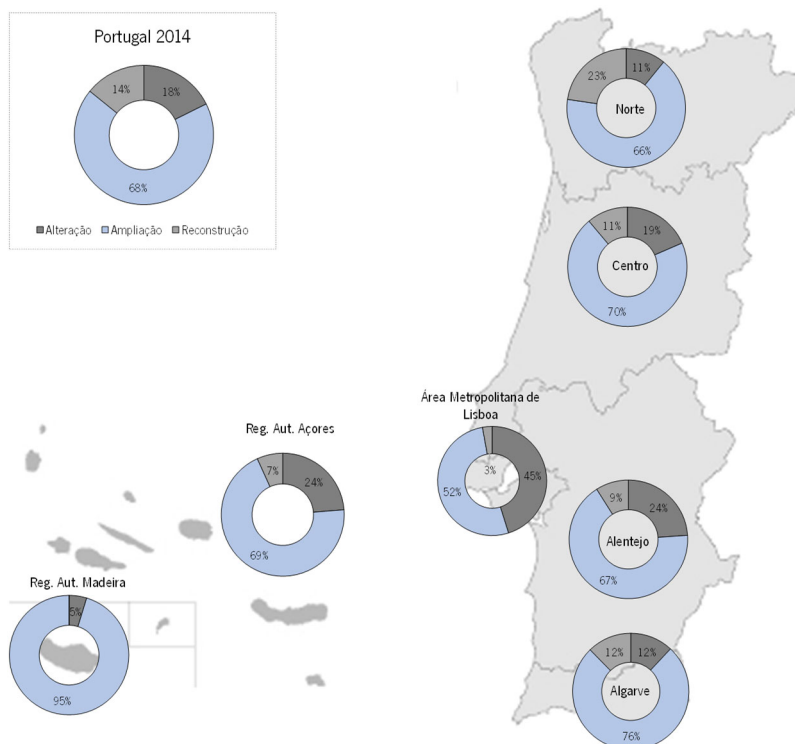 Portugal 2014
14%
18%
68%
Alteração
Ampliação
Reconstrução
23%
11%
Norte
66%
11%
19%
Centro
70%
Área Metropolitana de
Lisboa
3%
45%
52%
Reg. Aut. Açores
7%
24%
69%
9%
24%
Alentejo
67%
Reg. Aut. Madeira
5%
95%
12%
12%
Algarve
76%